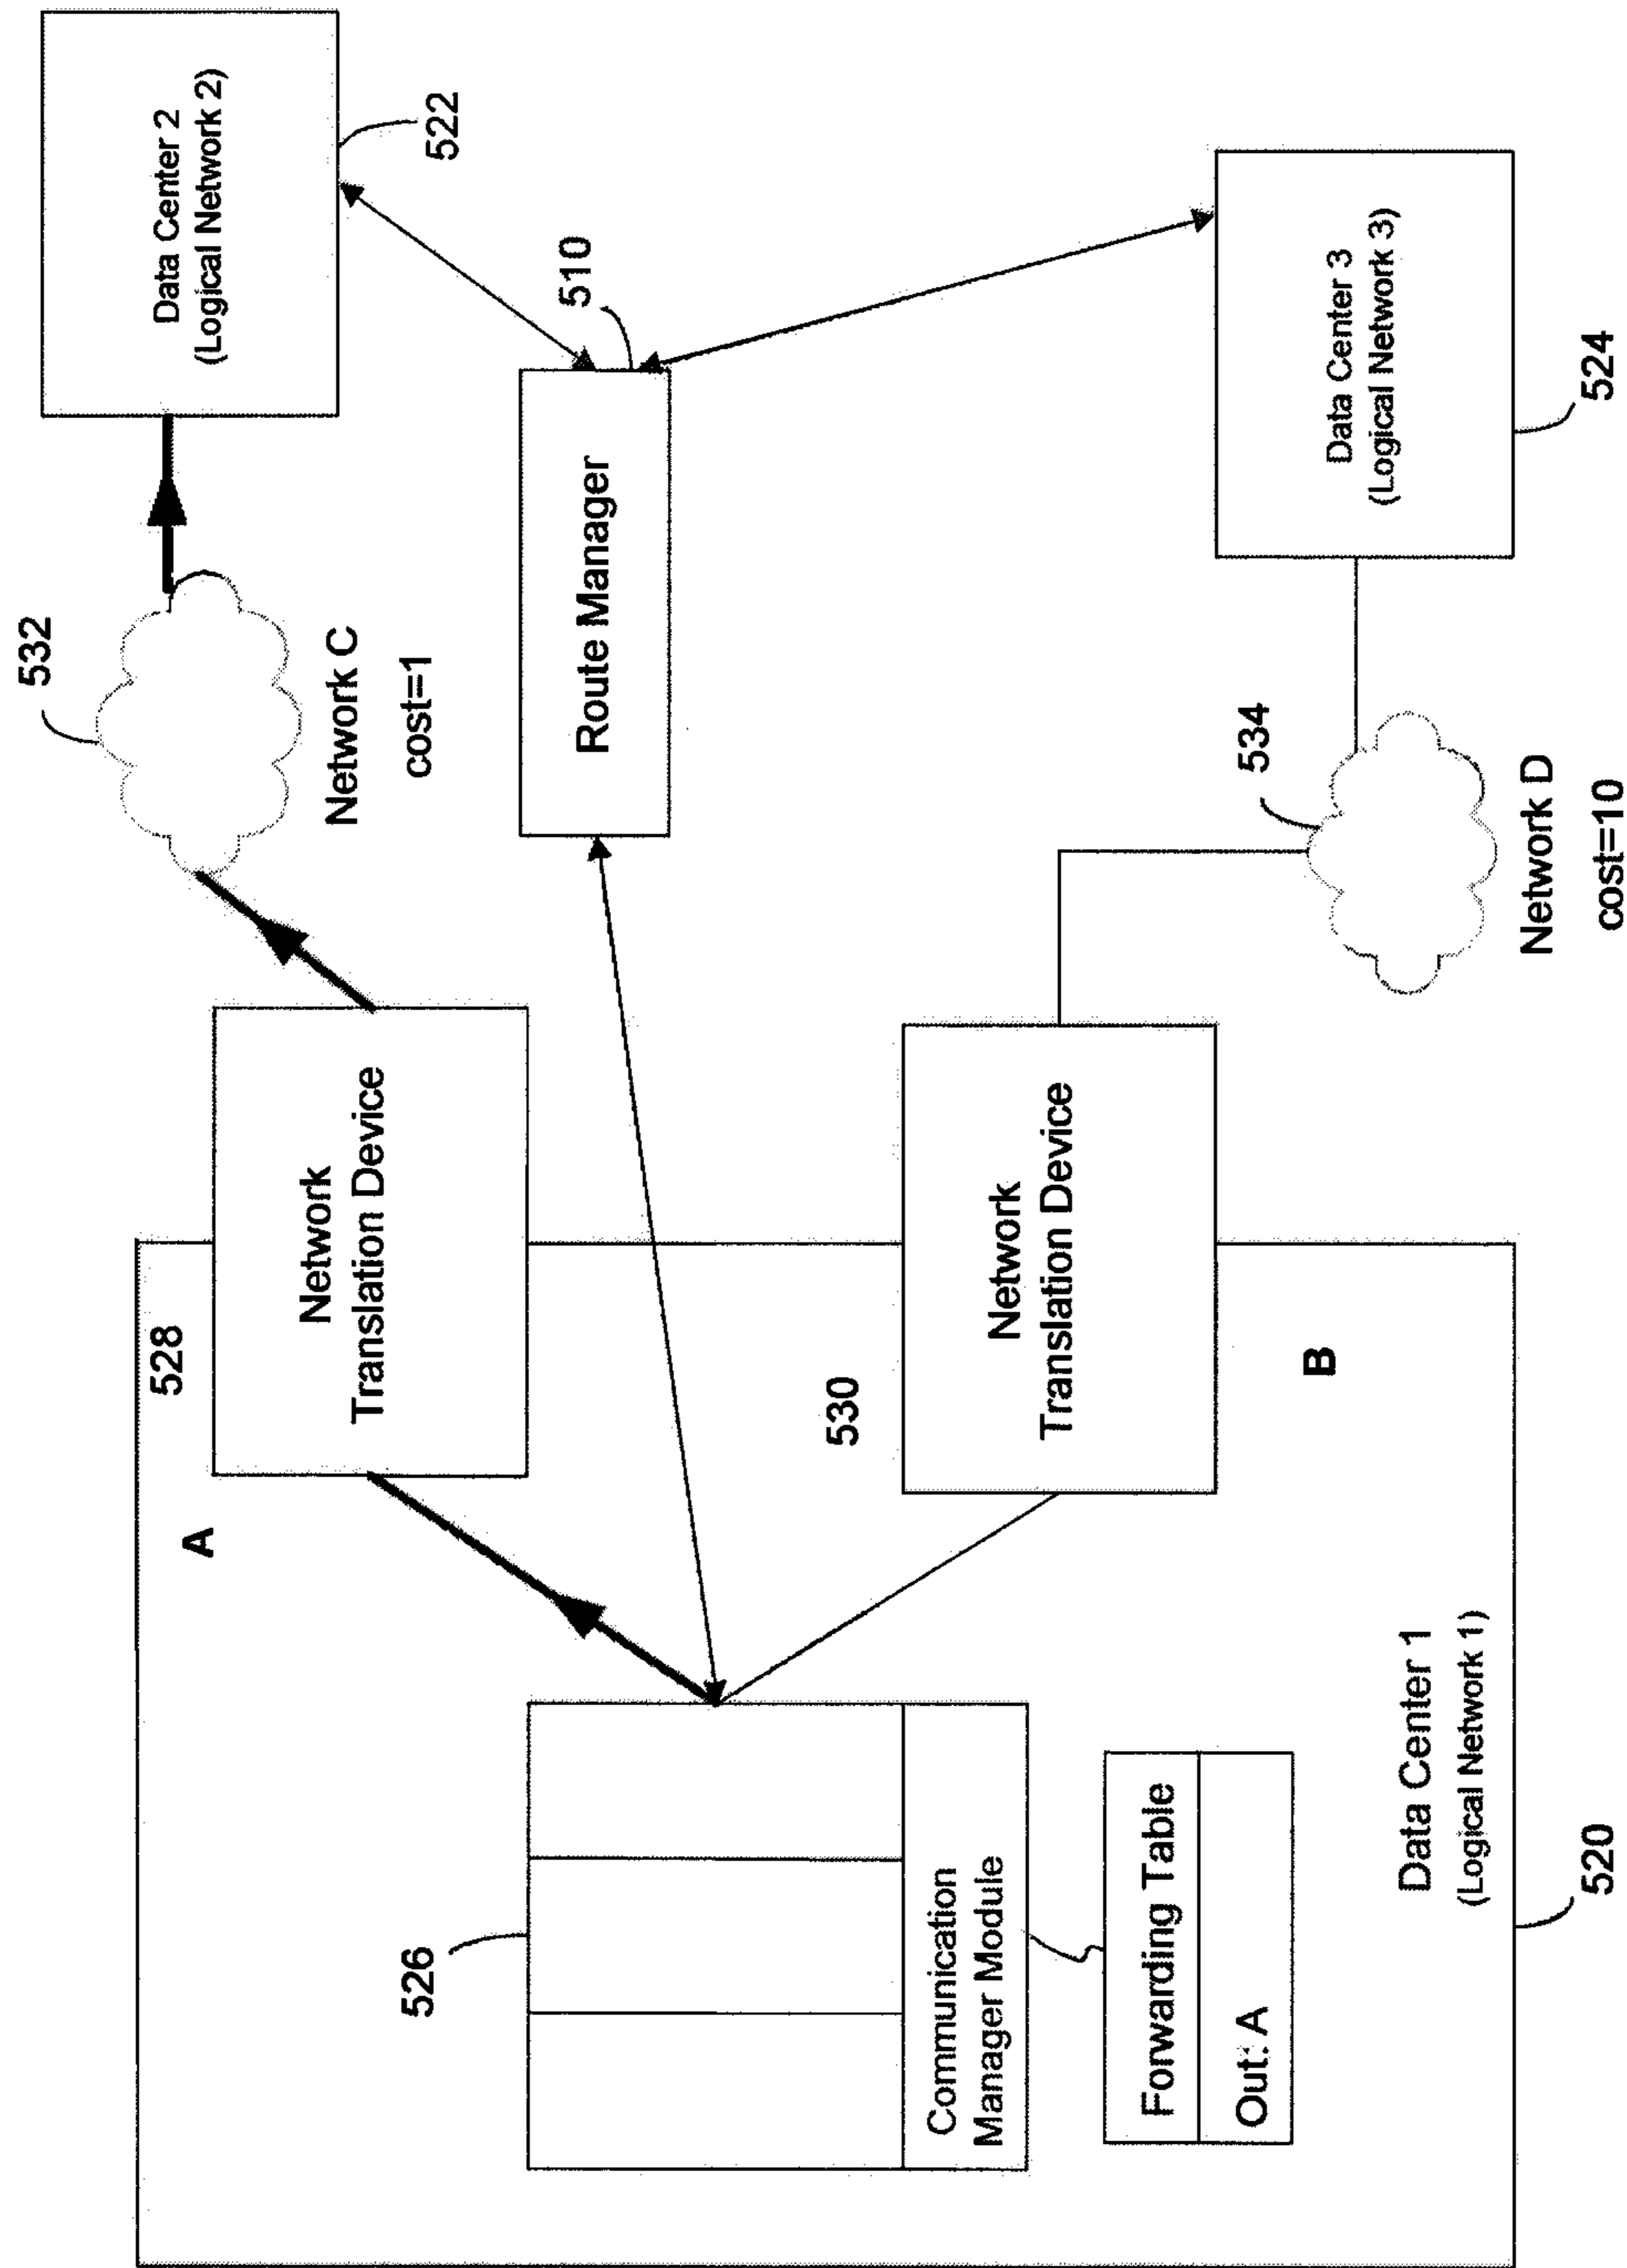 A
528
Network
Translation Device
532
Network C
cost=1
Data Center 2
(Logical Network 2)
522
526
Communication
Manager Module
Forwarding Table
Out: A
530
Network
Translation Device
B
Route Manager
510
534
Network D
cost=10
Data Center 3
(Logical Network 3)
524
Data Center 1
(Logical Network 1)
520